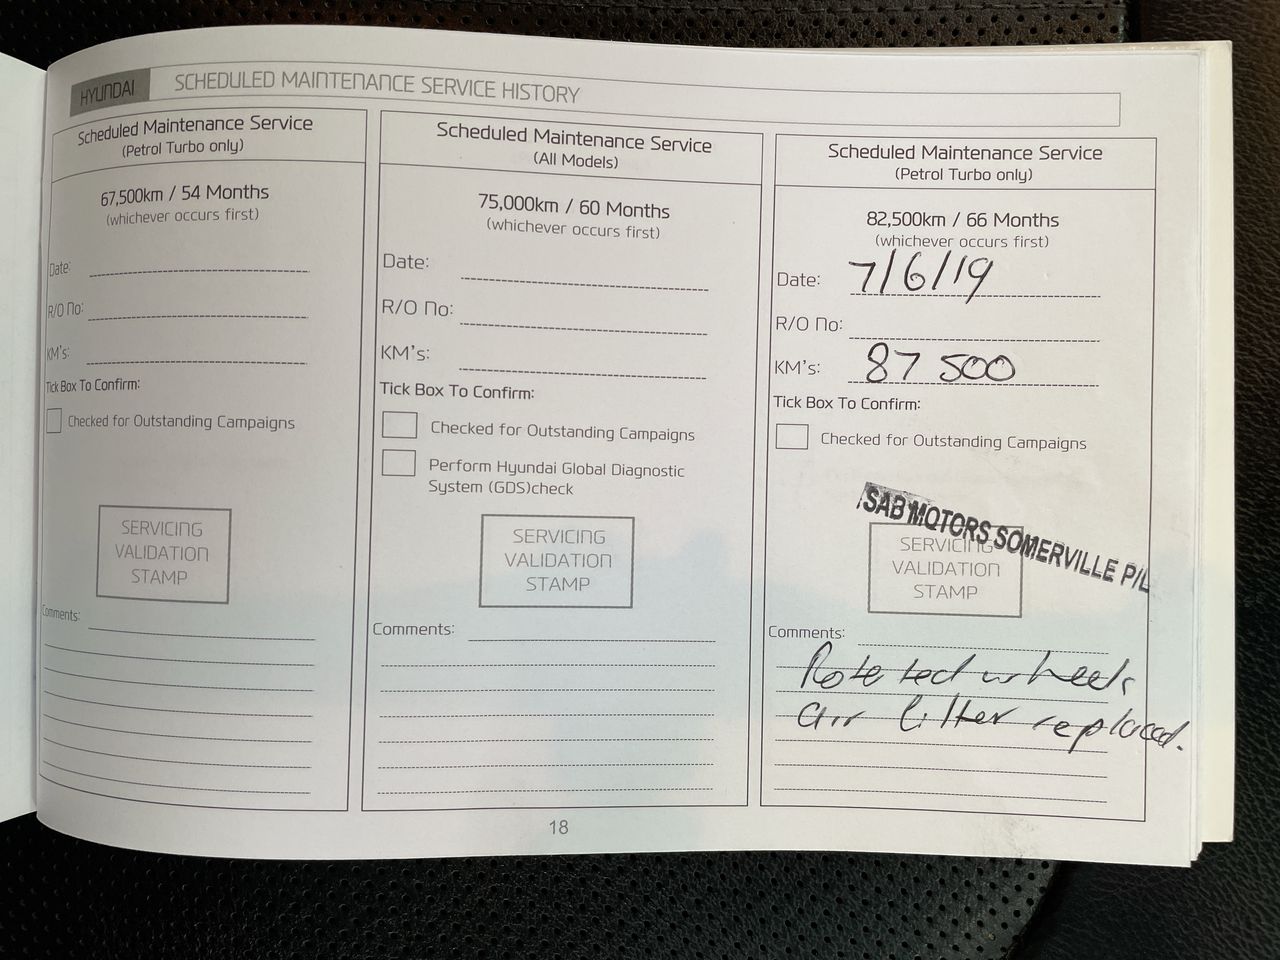 HYUNDAI SCHEDULED MAINTENANCE SERVICE HISTORY
Scheduled Maintenance Service
(Petrol Turbo only)
67,500km / 54 Months
(whichever occurs first)
Date:
R/O No:
KM's:
Tick Box To Confirm:
Checked for Outstanding Campaigns
SERVICING
VALIDATION
STAMP
Comments:
Scheduled Maintenance Service
(All Models)
75,000km / 60 Months
(whichever occurs first)
Date:
R/O No:
KM's:
Tick Box To Confirm:
Checked for Outstanding Campaigns
Perform Hyundai Global Diagnostic
System (GDS)check
SERVICING
VALIDATION
STAMP
Comments:
Scheduled Maintenance Service
(Petrol Turbo only)
82,500km / 66 Months
(whichever occurs first)
Date: 7/6/19
R/O No:
KM's: 87 500
Tick Box To Confirm:
Checked for Outstanding Campaigns
SAB MOTORS SOMERVILLE P/L
SERVICING
VALIDATION
STAMP
Comments:
Rotated wheels
air filter replaced.
18